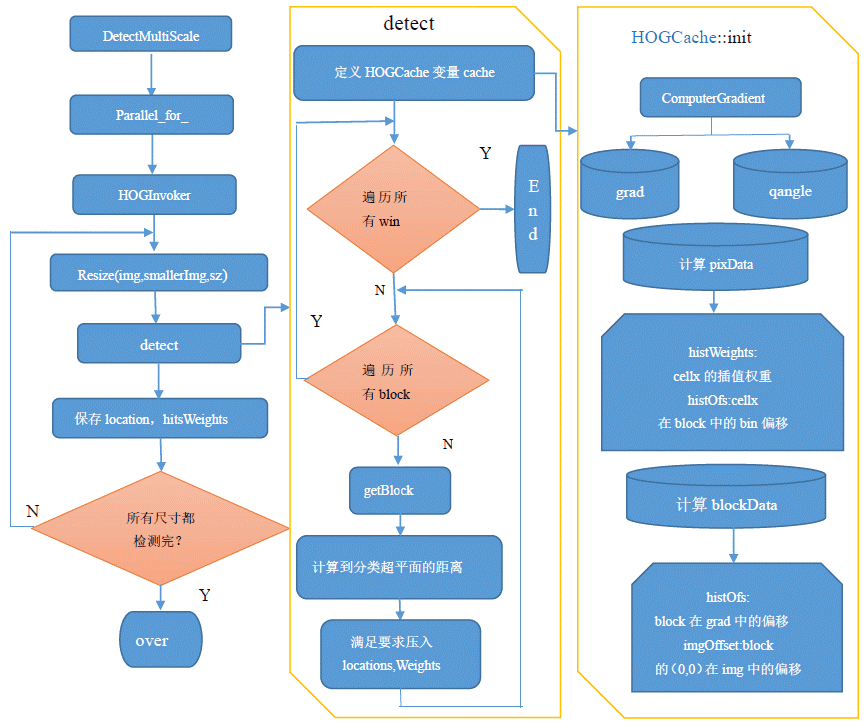 DetectMultiScale
Parallel_for_
HOGInvoker
Resize(img,smallerImg,sz)
detect
保存 location，hitsWeights
所有尺寸都
检测完?
N
Y
over
detect
定义 HOGCache 变量 cache
遍历所
有 win
Y
E
n
d
N
Y
遍 历 所
有 block
N
getBlock
计算到分类超平面的距离
满足要求压入
locations,Weights
HOGCache::init
ComputerGradient
grad
qangle
计算 pixData
histWeights:
cellx 的插值权重
histOfs:cellx
在 block 中的 bin 偏移
计算 blockData
histOfs:
block 在 grad 中的偏移
imgOffset:block
的（0,0）在 img 中的偏移